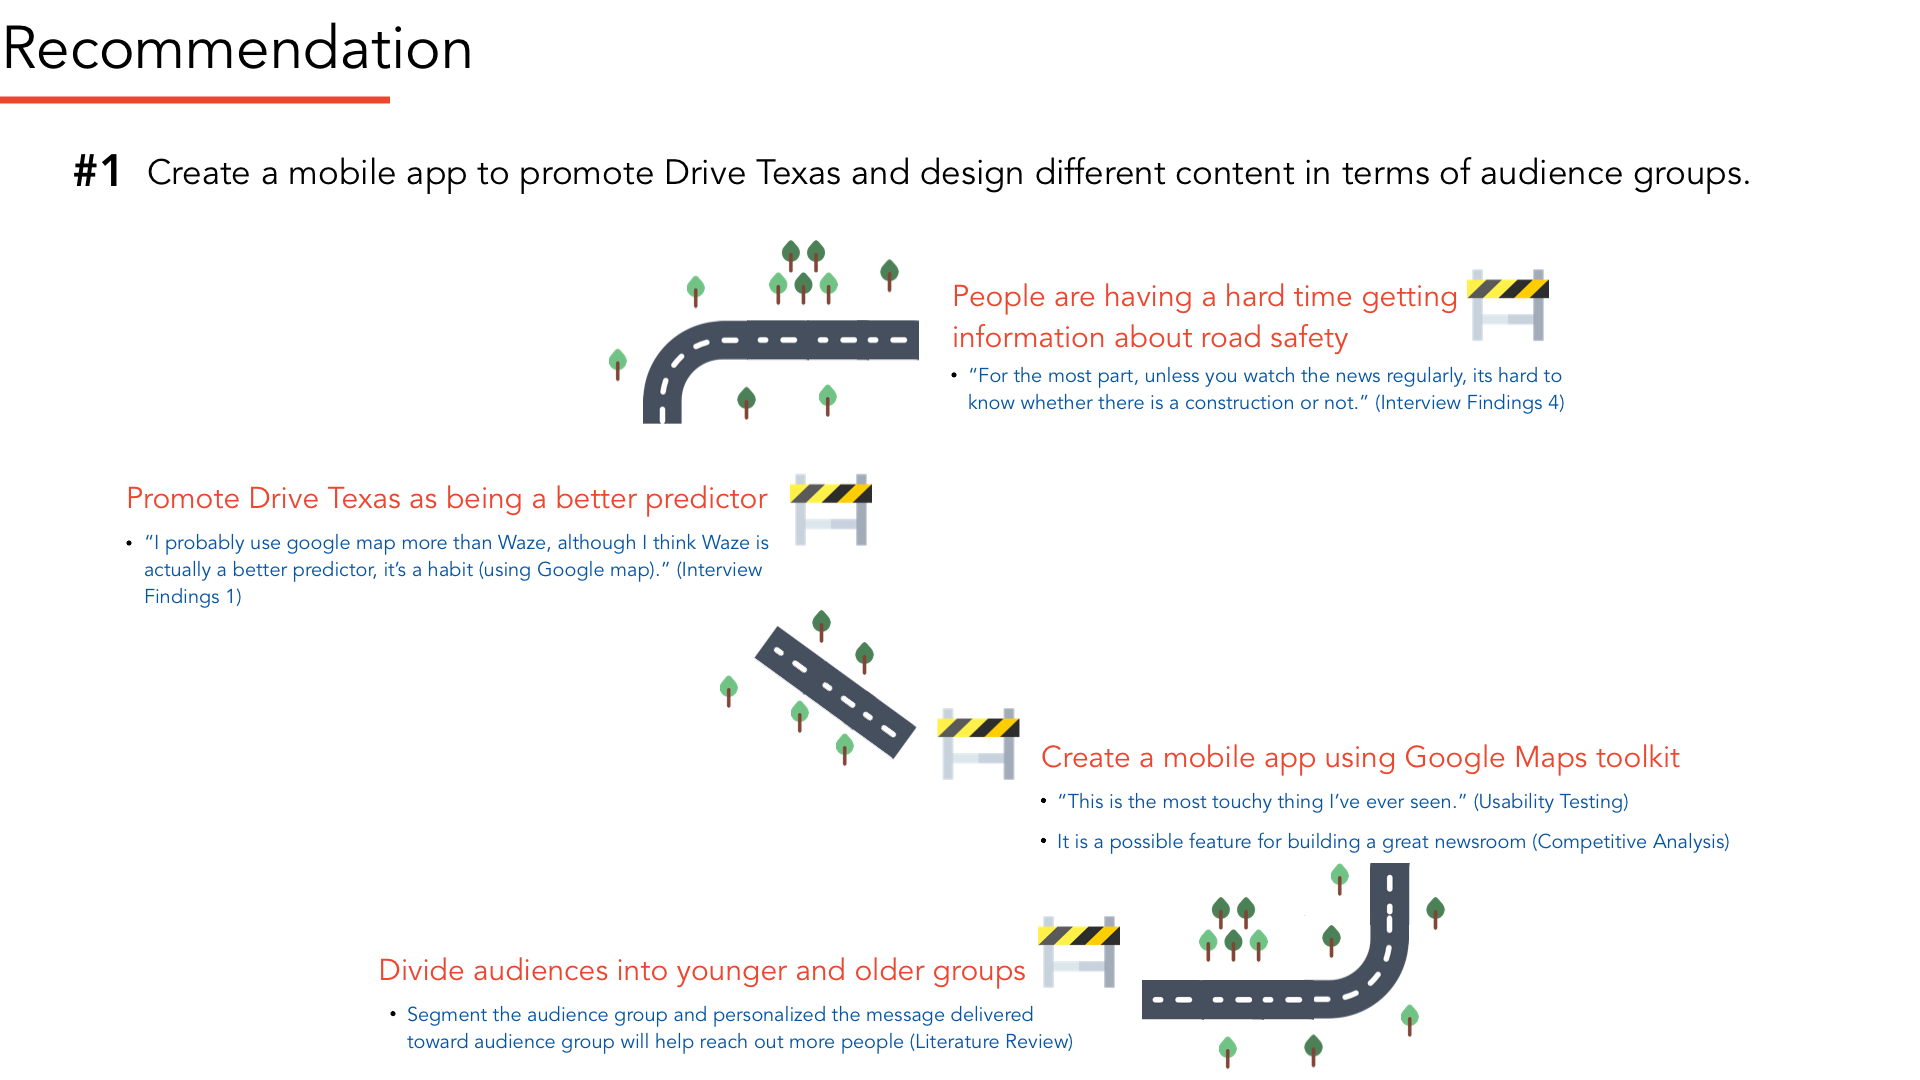 Recommendation
#1 Create a mobile app to promote Drive Texas and design different content in terms of audience groups.
People are having a hard time getting
information about road safety
• “For the most part, unless you watch the news regularly, its hard to
know whether there is a construction or not.” (Interview Findings 4)
Promote Drive Texas as being a better predictor
• “I probably use google map more than Waze, although I think Waze is
actually a better predictor, it’s a habit (using Google map).” (Interview
Findings 1)
Create a mobile app using Google Maps toolkit
• “This is the most touchy thing I’ve ever seen.” (Usability Testing)
• It is a possible feature for building a great newsroom (Competitive Analysis)
Divide audiences into younger and older groups
• Segment the audience group and personalized the message delivered
toward audience group will help reach out more people (Literature Review)